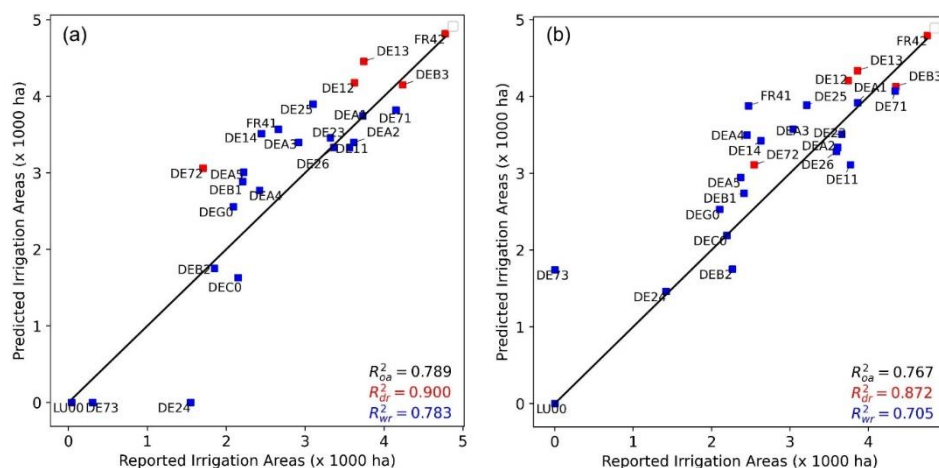 (a)
Predicted Irrigation Areas (x 1000 ha)
5
4
3
2
1
0
FR42
DE13
DE12
DEB3
DE25
DEA1
DE71
FR41
DE23
DEA2
DE14
DEA3
DE11
DE26
DE72
DEA5
DEB1
DEA4
DEG0
DEB2
DEC0
LU00
DE73
DE24
R²oa = 0.789
R²dr = 0.900
R²wr = 0.783
0 1 2 3 4 5
Reported Irrigation Areas (x 1000 ha)
(b)
Predicted Irrigation Areas (x 1000 ha)
5
4
3
2
1
0
FR42
DE13
DE12
DEB3
DE25
DEA1
DE71
FR41
DEA3
DE23
DEA4
DEA2
DE14
DE26
DE72
DE11
DEA5
DEB1
DEG0
DEC0
DEB2
DE73
DE24
LU00
R²oa = 0.767
R²dr = 0.872
R²wr = 0.705
0 1 2 3 4
Reported Irrigation Areas (x 1000 ha)